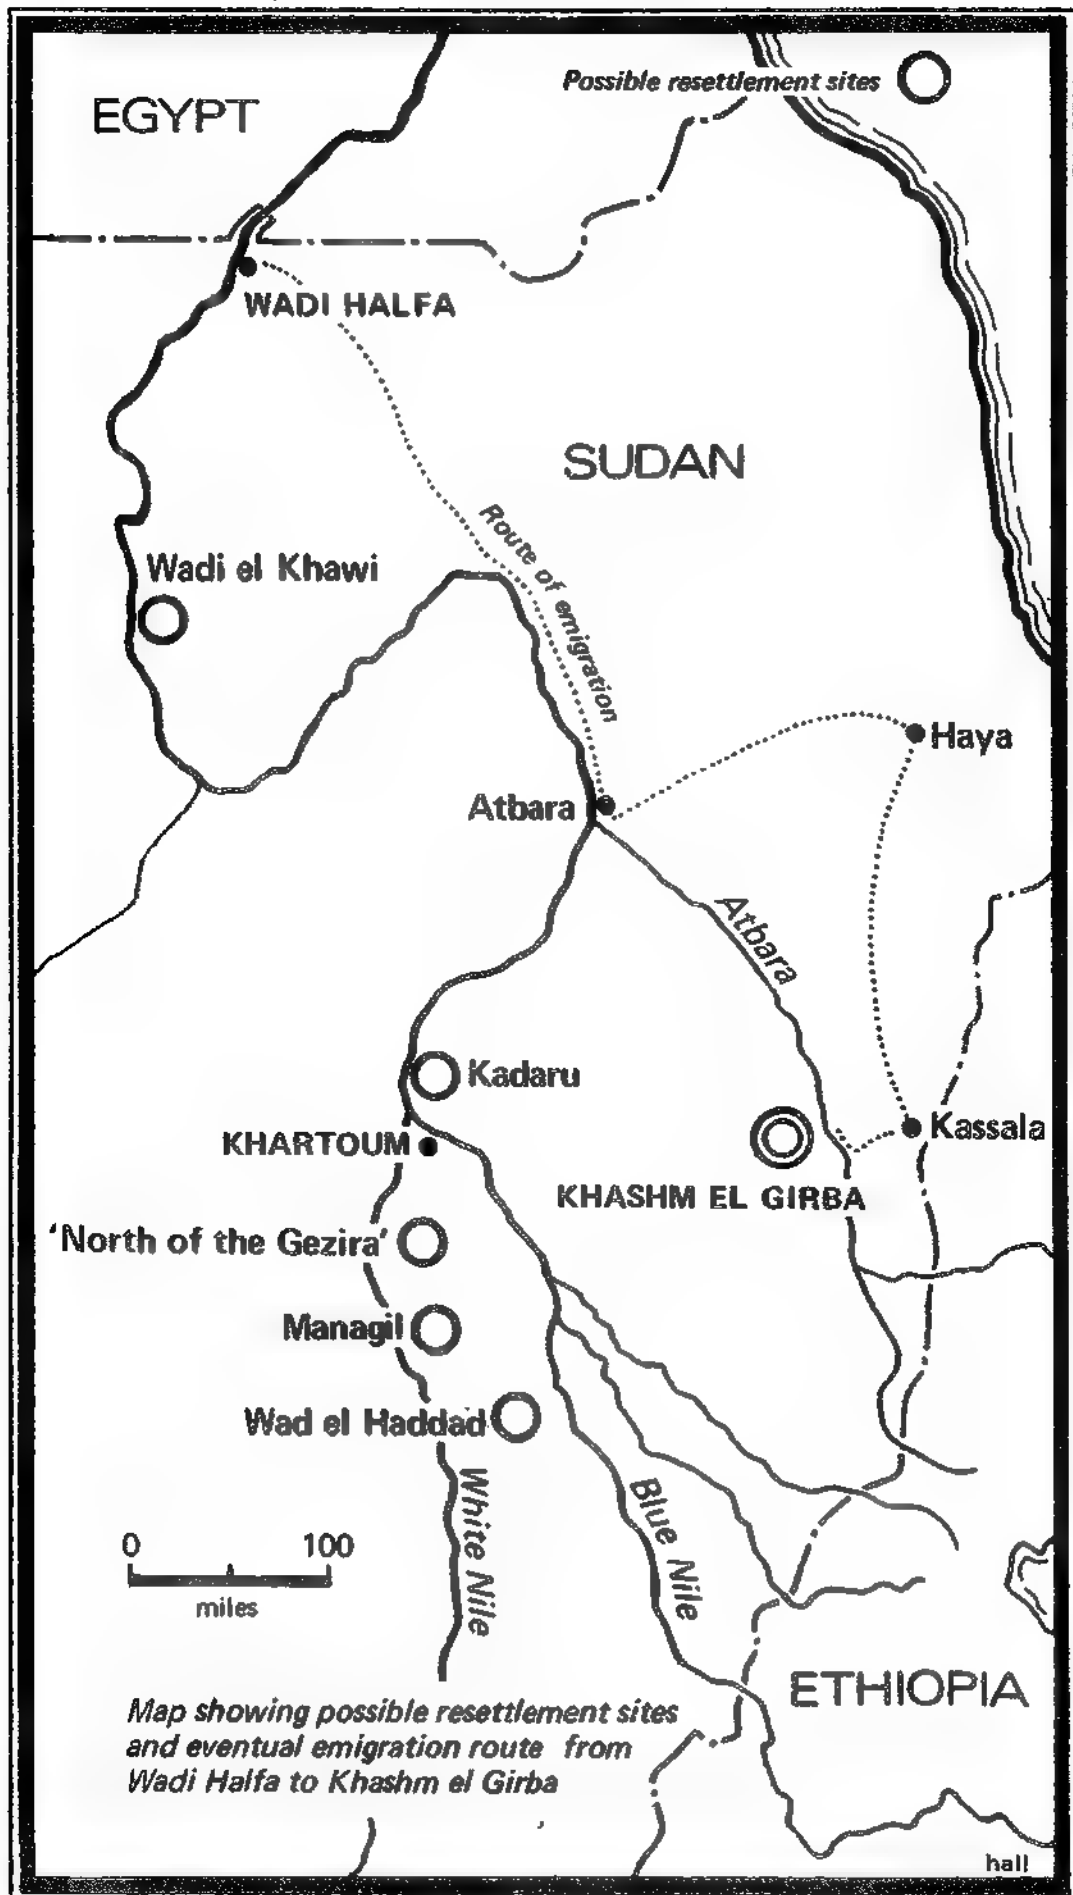 Possible resettlement sites
EGYPT
WADI HALFA
SUDAN
Route of emigration
Wadi el Khawi
Haya
Atbara
Atbara
Kadaru
KHARTOUM
Kassala
KHASHM EL GIRBA
'North of the Gezira'
Managil
Wad el Haddad
White Nile
Blue Nile
0 100
miles
ETHIOPIA
Map showing possible resettlement sites
and eventual emigration route from
Wadi Halfa to Khashm el Girba
hall